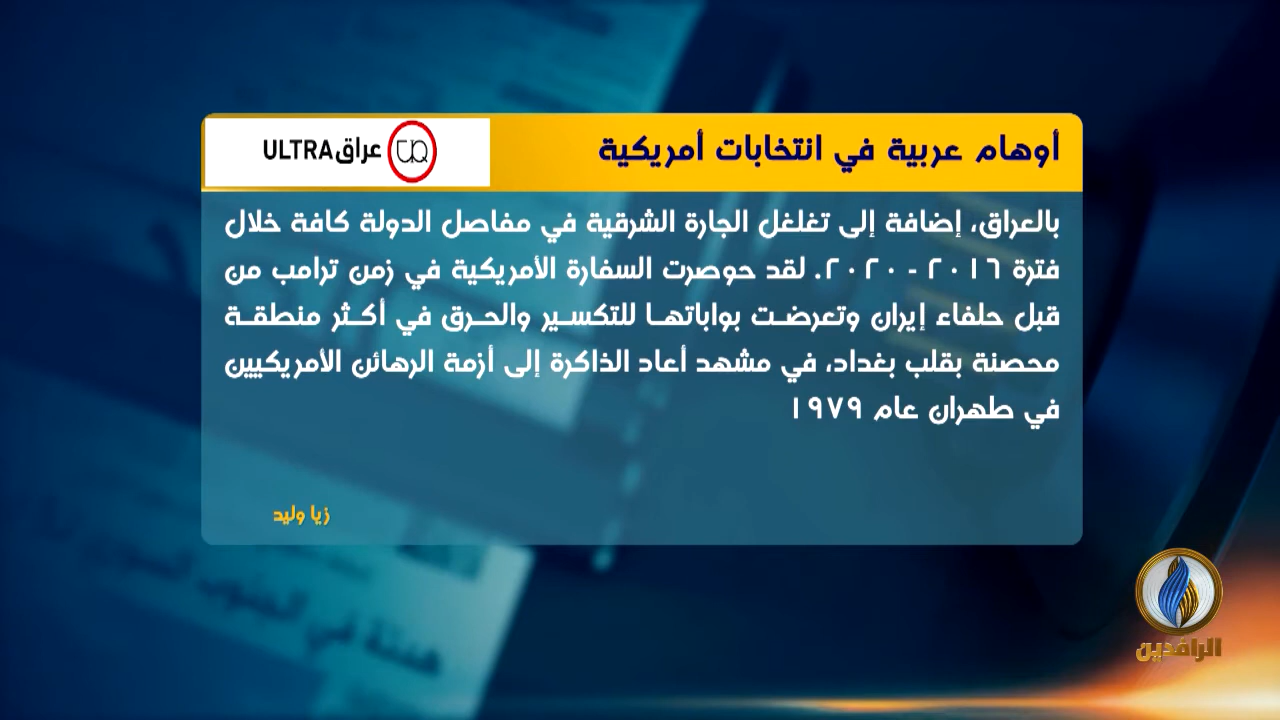 أوهام عربية في انتخابات أمريكية
عراق ULTRA
بالعراق، إضافة إلى تغلغل الجارة الشرقية في مفاصل الدولة كافة خلال
فترة ٢٠١٦ - ٢٠٢٠. لقد حوصرت السفارة الأمريكية في زمن ترامب من
قبل حلفاء إيران وتعرضت بواباتها للتكسير والحرق في أكثر منطقة
محصنة بقلب بغداد، في مشهد أعاد الذاكرة إلى أزمة الرهائن الأمريكيين
في طهران عام ١٩٧٩
زيا وليد
الرافدين